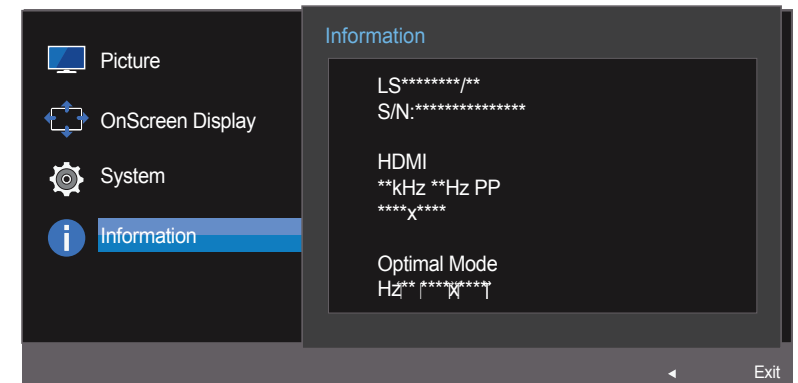 Picture
OnScreen Display
System
Information
Information
LS********/**
S/N:***************
HDMI
**kHz **Hz PP
****x****
Optimal Mode
Exit